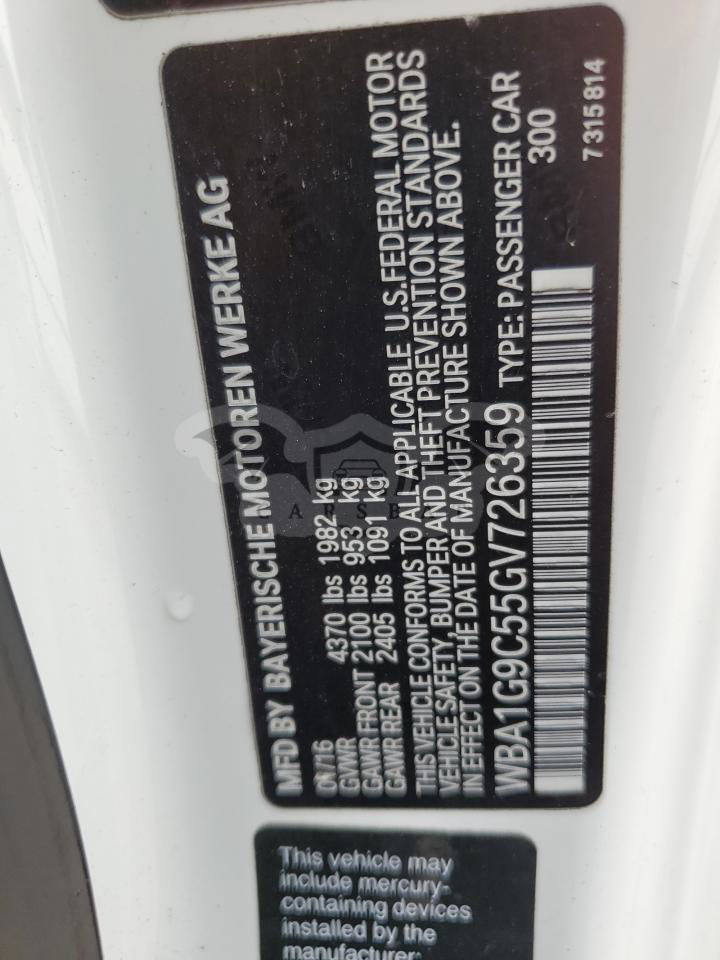 MFD BY BAYERISCHE MOTOREN WERKE AG
01/16
GVWR 4370 lbs 1982 kg
GAWR FRONT 2100 lbs 953 kg
GAWR REAR 2405 lbs 1091 kg
THIS VEHICLE CONFORMS TO ALL APPLICABLE U.S.FEDERAL MOTOR
VEHICLE SAFETY, BUMPER AND THEFT PREVENTION STANDARDS
IN EFFECT ON THE DATE OF MANUFACTURE SHOWN ABOVE.
WBA1G9C55GV726359 TYPE: PASSENGER CAR
300
7315814
This vehicle may
include mercury-
containing devices
installed by the
manufacturer: